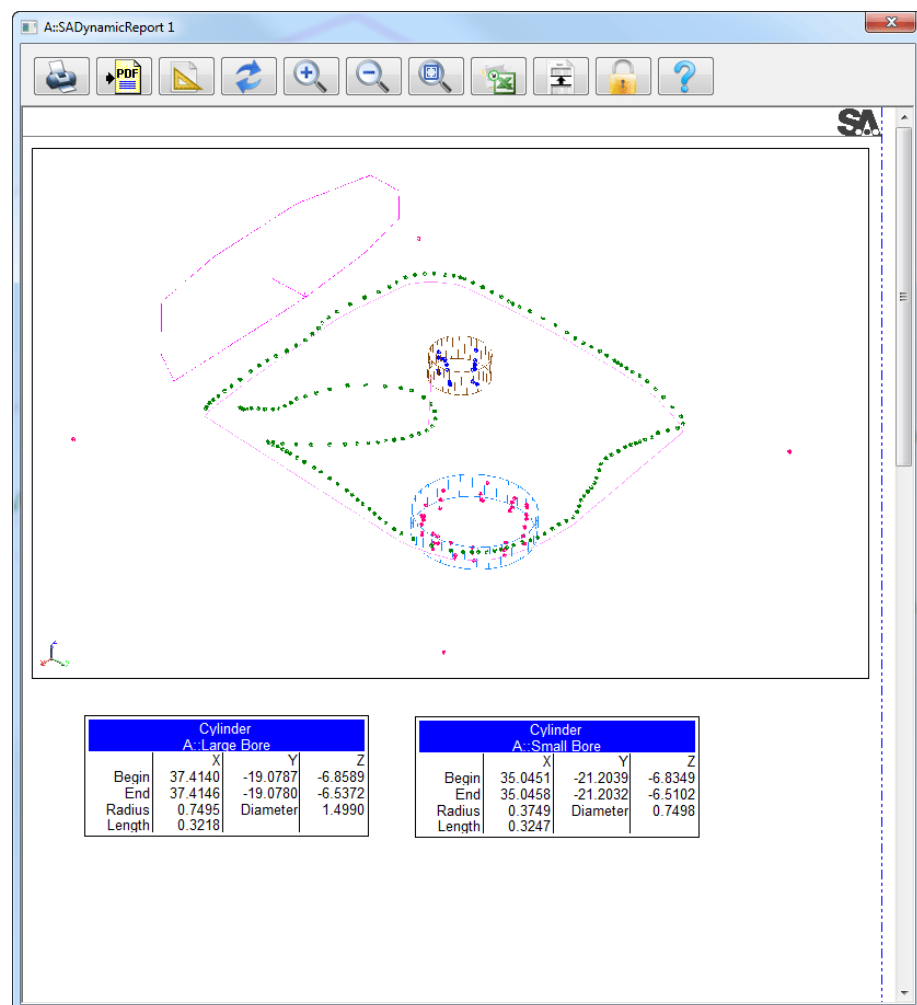 A::SADynamicReport 1
PDF
SA
Cylinder
A::Large Bore
X Y Z
Begin 37.4140 -19.0787 -6.8589
End 37.4146 -19.0780 -6.5372
Radius 0.7495 Diameter 1.4990
Length 0.3218
Cylinder
A::Small Bore
X Y Z
Begin 35.0451 -21.2039 -6.8349
End 35.0458 -21.2032 -6.5102
Radius 0.3749 Diameter 0.7498
Length 0.3247